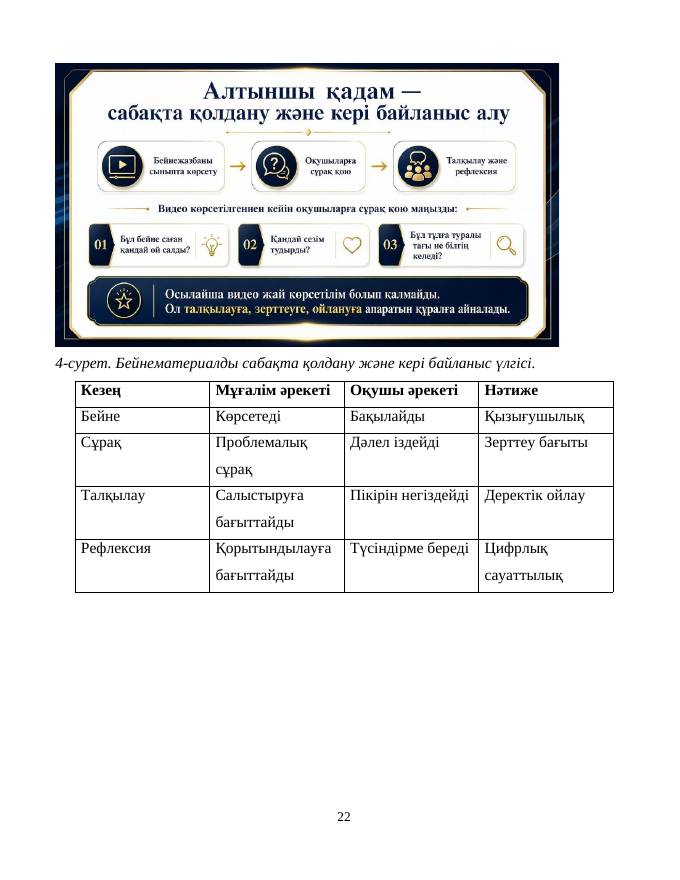 Алтыншы қадам —
сабақта қолдану және кері байланыс алу
Бейнежазбаны
сыныпта көрсету
Оқушыларға
сұрақ қою
Талқылау және
рефлексия
Видео көрсетілгеннен кейін оқушыларға сұрақ қою маңызды:
01
Бұл бейне саған
қандай ой салды?
02
Қандай сезім
тудырды?
03
Бұл тұлға туралы
тағы не білгің
келеді?
Осылайша видео жай көрсетілім болып қалмайды.
Ол талқылауға, зерттеуге, ойлануға апаратын құралға айналады.
4-сурет. Бейнематериалды сабақта қолдану және кері байланыс үлгісі.
Кезең Мұғалім әрекеті Оқушы әрекеті Нәтиже
Бейне Көрсетеді Бақылайды Қызығушылық
Сұрақ Проблемалық Дәлел іздейді Зерттеу бағыты
сұрақ
Талқылау Салыстыруға Пікірін негіздейді Деректік ойлау
бағыттайды
Рефлексия Қорытындылауға Түсіндірме береді Цифрлық
бағыттайды сауаттылық
22